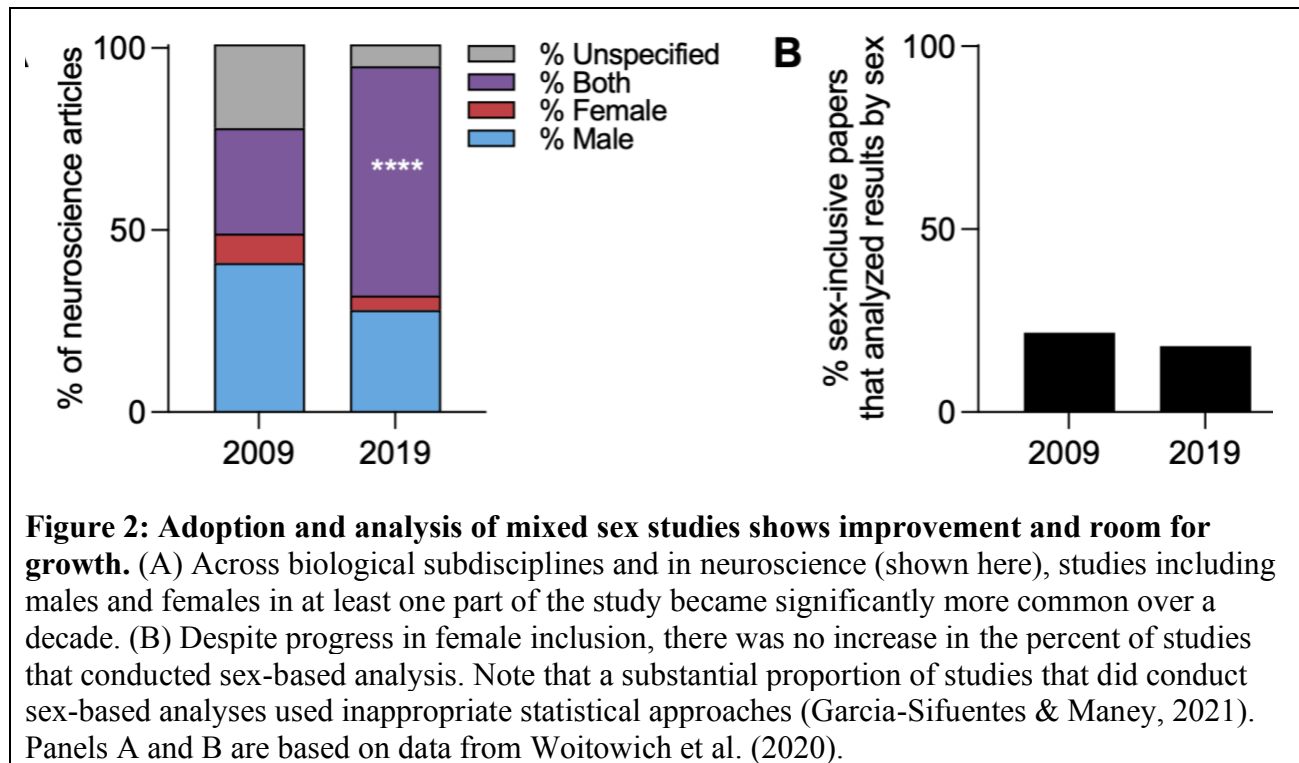 % of neuroscience articles
100
50
0
2009 2019
****
% Unspecified
% Both
% Female
% Male
B
% sex-inclusive papers
that analyzed results by sex
100
50
0
2009 2019
Figure 2: Adoption and analysis of mixed sex studies shows improvement and room for
growth. (A) Across biological subdisciplines and in neuroscience (shown here), studies including
males and females in at least one part of the study became significantly more common over a
decade. (B) Despite progress in female inclusion, there was no increase in the percent of studies
that conducted sex-based analysis. Note that a substantial proportion of studies that did conduct
sex-based analyses used inappropriate statistical approaches (Garcia-Sifuentes & Maney, 2021).
Panels A and B are based on data from Woitowich et al. (2020).